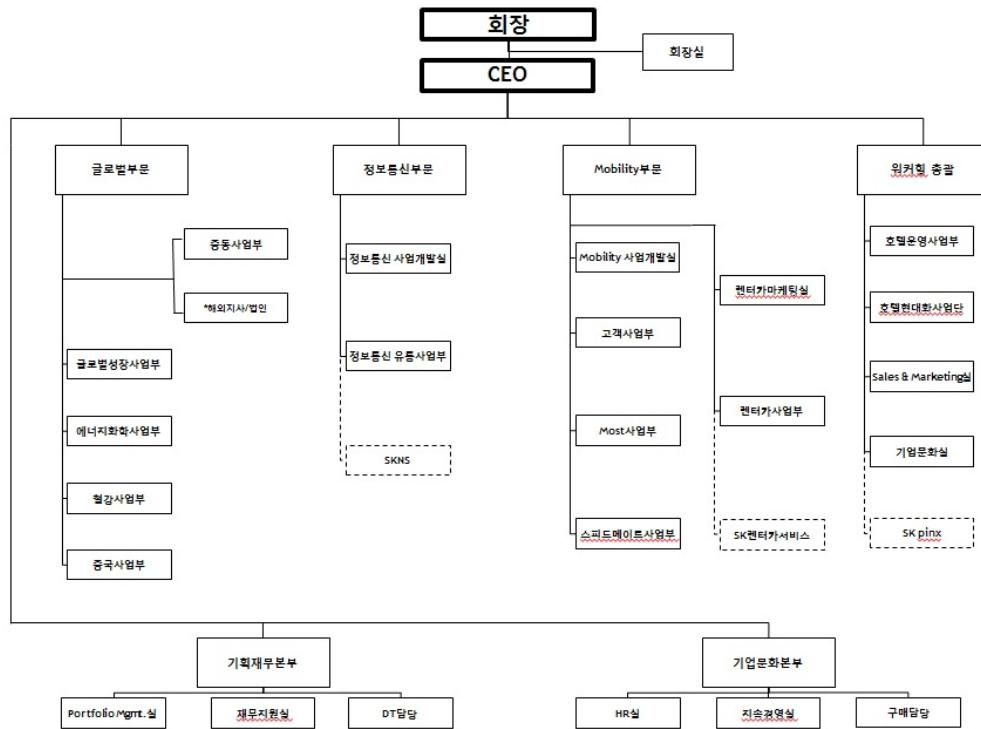 회장
회장실
CEO
글로벌부문
정보통신부문
Mobility부문
워커힐 총괄
중동사업부
*해외지사/법인
글로벌성장사업부
에너지화학사업부
철강사업부
중국사업부
정보통신 사업개발실
정보통신 유통사업부
SKNS
Mobility 사업개발실
고객사업부
Most사업부
스피드메이트사업부
렌터카마케팅실
렌터카사업부
SK렌터카서비스
호텔운영사업부
호텔현대화사업단
Sales & Marketing실
기업문화실
SK pinx
기획재무본부
기업문화본부
Portfolio Mgmt.실
재무지원실
DT담당
HR실
지속경영실
구매담당